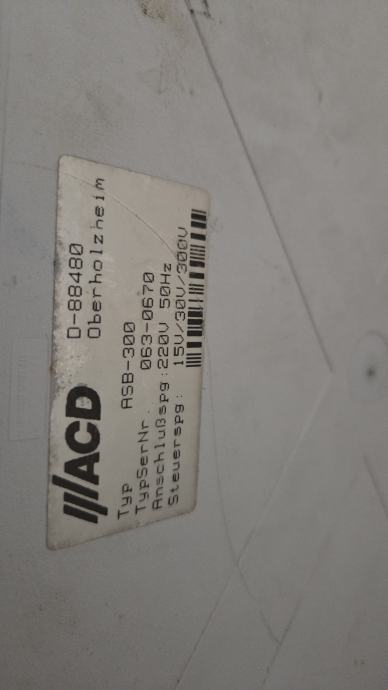 ACD
D-88480
Oberholzheim
Typ ASB-300
TypSerNr. 063-0670
Anschlußspg:220V 50Hz
Steuerspg: 15V/30V/300V